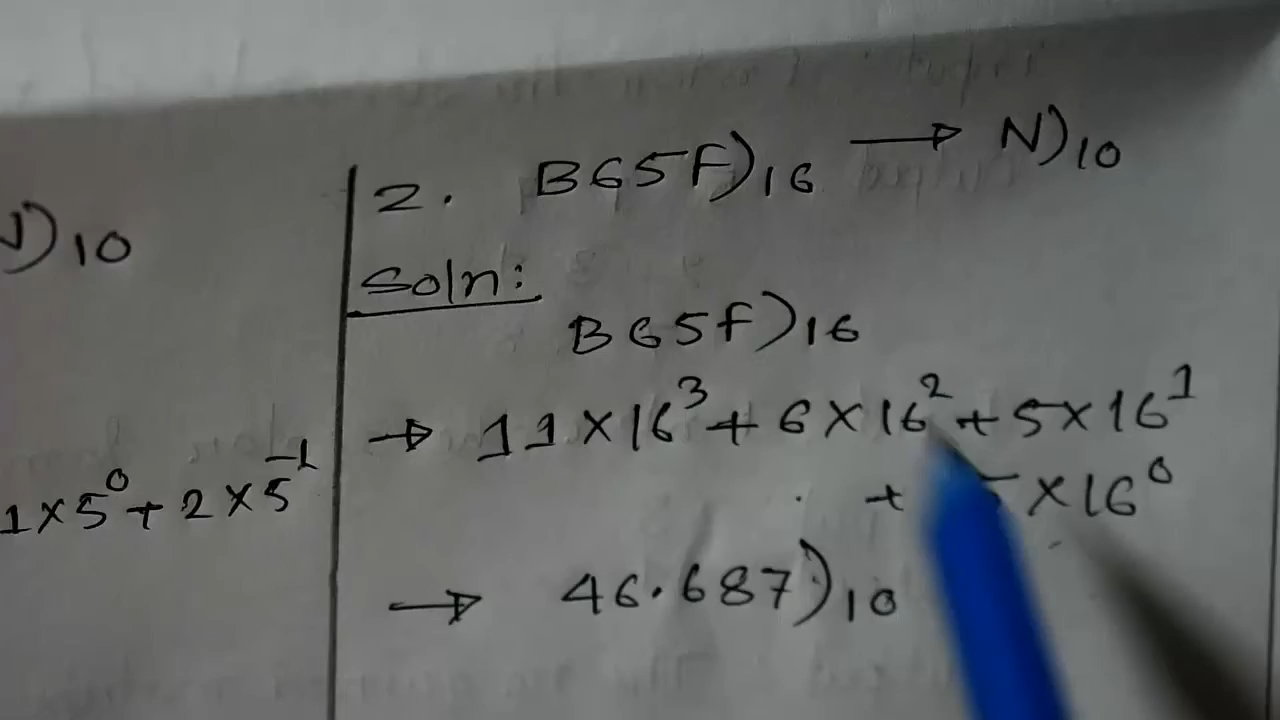 N)10
1×5⁰+2×5⁻¹
2. B65F)16 → N)10
Soln:
B65F)16
→ 11×16³+6×16²+5×16¹
+ ×16⁰
→ 46.687)10